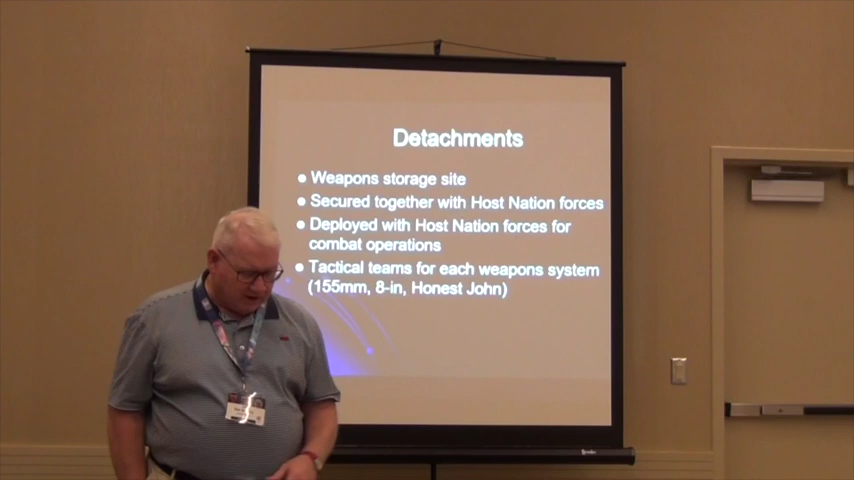 Detachments
● Weapons storage site
● Secured together with Host Nation forces
● Deployed with Host Nation forces for
combat operations
● Tactical teams for each weapons system
(155mm, 8-in, Honest John)